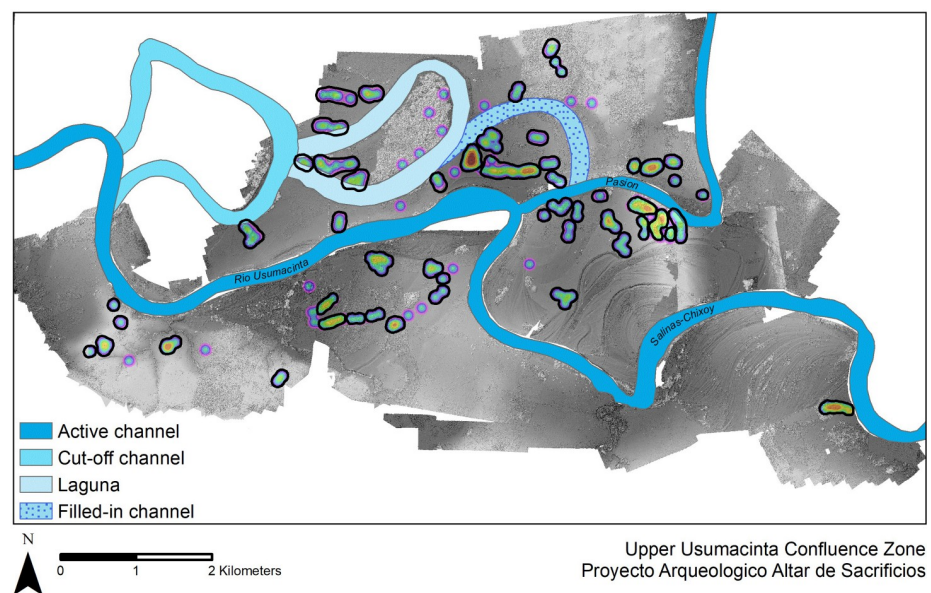 Pasion
Rio Usumacinta
Salinas-Chixoy
Active channel
Cut-off channel
Laguna
Filled-in channel
N
0 1 2 Kilometers
Upper Usumacinta Confluence Zone
Proyecto Arqueologico Altar de Sacrificios